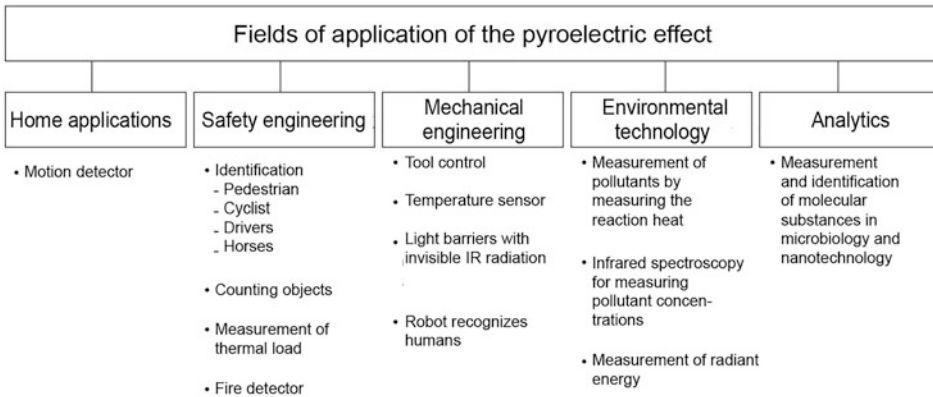 Fields of application of the pyroelectric effect
Home applications
• Motion detector
Safety engineering
• Identification
- Pedestrian
- Cyclist
- Drivers
- Horses
• Counting objects
• Measurement of
thermal load
• Fire detector
Mechanical
engineering
• Tool control
• Temperature sensor
• Light barriers with
invisible IR radiation
• Robot recognizes
humans
Environmental
technology
• Measurement of
pollutants by
measuring the
reaction heat
• Infrared spectroscopy
for measuring
pollutant concen-
trations
• Measurement of radiant
energy
Analytics
• Measurement
and identification
of molecular
substances in
microbiology and
nanotechnology